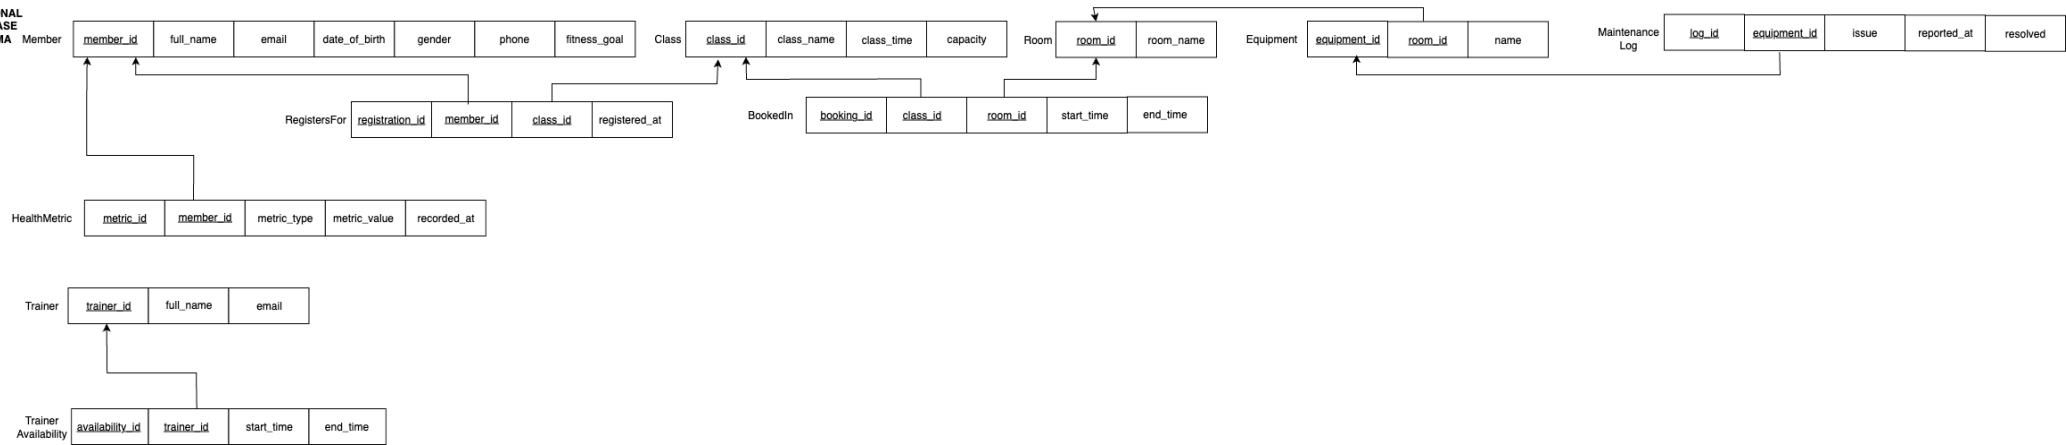 NAL
ASE
MA
Member member_id full_name email date_of_birth gender phone fitness_goal
Class class_id class_name class_time capacity
Room room_id room_name
Equipment equipment_id room_id name
Maintenance
Log
log_id equipment_id issue reported_at resolved
RegistersFor registration_id member_id class_id registered_at
BookedIn booking_id class_id room_id start_time end_time
HealthMetric metric_id member_id metric_type metric_value recorded_at
Trainer trainer_id full_name email
Trainer
Availability
availability_id trainer_id start_time end_time